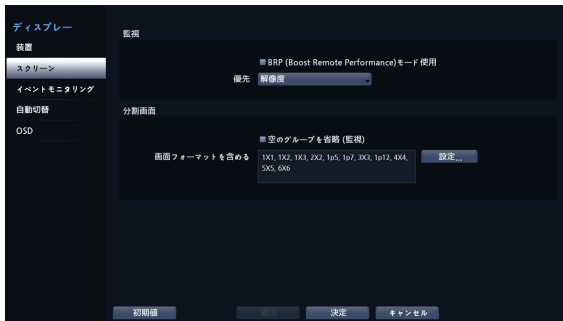 ディスプレー
装置
スクリーン
イベントモニタリング
自動切替
OSD
監視
BRP (Boost Remote Performance)モード使用
優先 解像度
分割画面
空のグループを省略 (監視)
画面フォーマットを含める 1X1, 1X2, 1X3, 2X2, 1p5, 1p7, 3X3, 1p12, 4X4, 設定...
5X5, 6X6
初期値 適用 決定 キャンセル